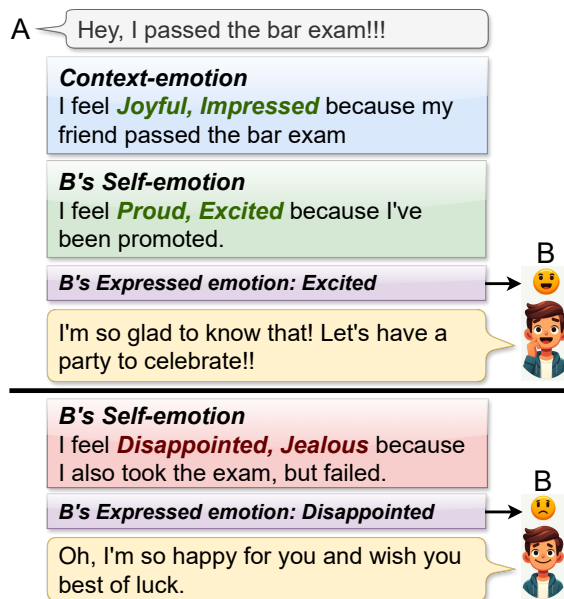 A
Hey, I passed the bar exam!!!
Context-emotion
I feel Joyful, Impressed because my
friend passed the bar exam
B's Self-emotion
I feel Proud, Excited because I've
been promoted.
B
B's Expressed emotion: Excited
I'm so glad to know that! Let's have a
party to celebrate!!
B's Self-emotion
I feel Disappointed, Jealous because
I also took the exam, but failed.
B
B's Expressed emotion: Disappointed
Oh, I'm so happy for you and wish you
best of luck.